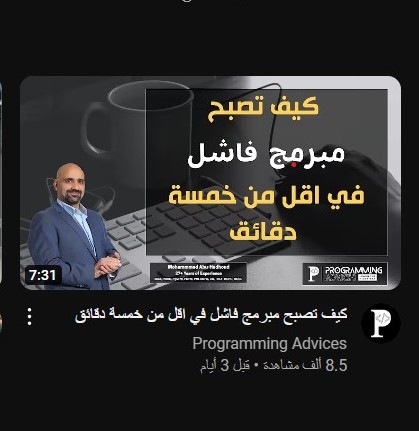 كيف تصبح
مبرمج فاشل
في اقل من خمسة
دقائق
Mohammed Abu-Hadhoud
PROGRAMMING
7:31
كيف تصبح مبرمج فاشل في اقل من خمسة دقائق
Programming Advices
8.5 ألف مشاهدة • قبل 3 أيام